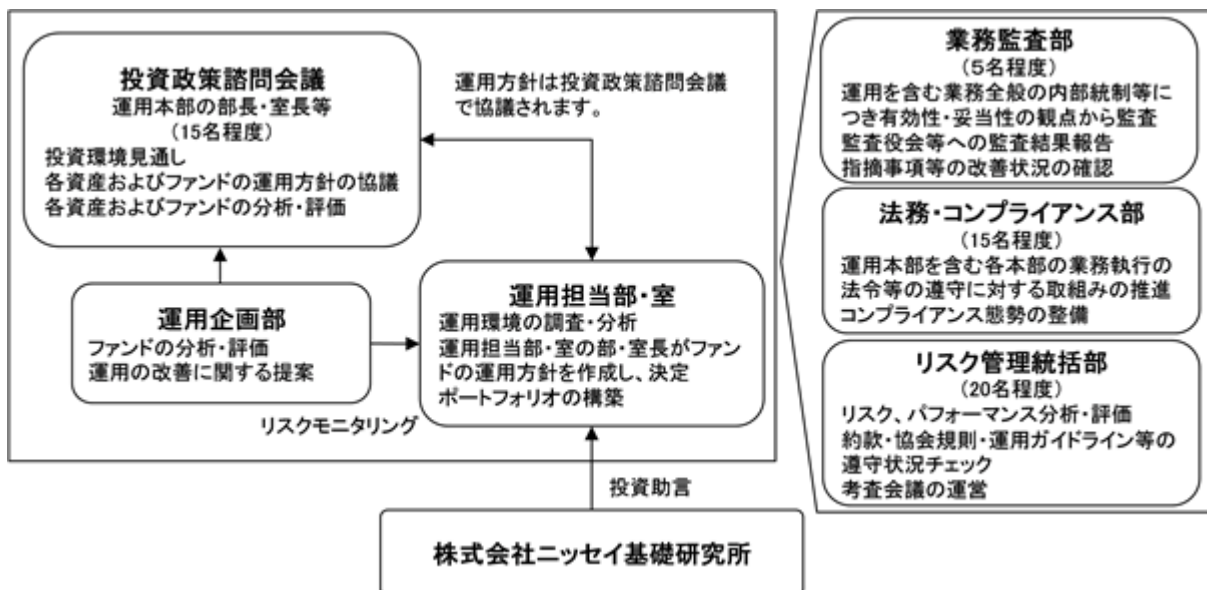 投資政策諮問会議
運用本部の部長・室長等
(15名程度)
投資環境見通し
各資産およびファンドの運用方針の協議
各資産およびファンドの分析・評価
運用方針は投資政策諮問会議
で協議されます。
運用企画部
ファンドの分析・評価
運用の改善に関する提案
運用担当部・室
運用環境の調査・分析
運用担当部・室の部・室長がファン
ドの運用方針を作成し、決定
ポートフォリオの構築
リスクモニタリング
投資助言
株式会社ニッセイ基礎研究所
業務監査部
(5名程度)
運用を含む業務全般の内部統制等に
つき有効性・妥当性の観点から監査
監査役会等への監査結果報告
指摘事項等の改善状況の確認
法務・コンプライアンス部
(15名程度)
運用本部を含む各本部の業務執行の
法令等の遵守に対する取組みの推進
コンプライアンス態勢の整備
リスク管理統括部
(20名程度)
リスク、パフォーマンス分析・評価
約款・協会規則・運用ガイドライン等の
遵守状況チェック
考査会議の運営